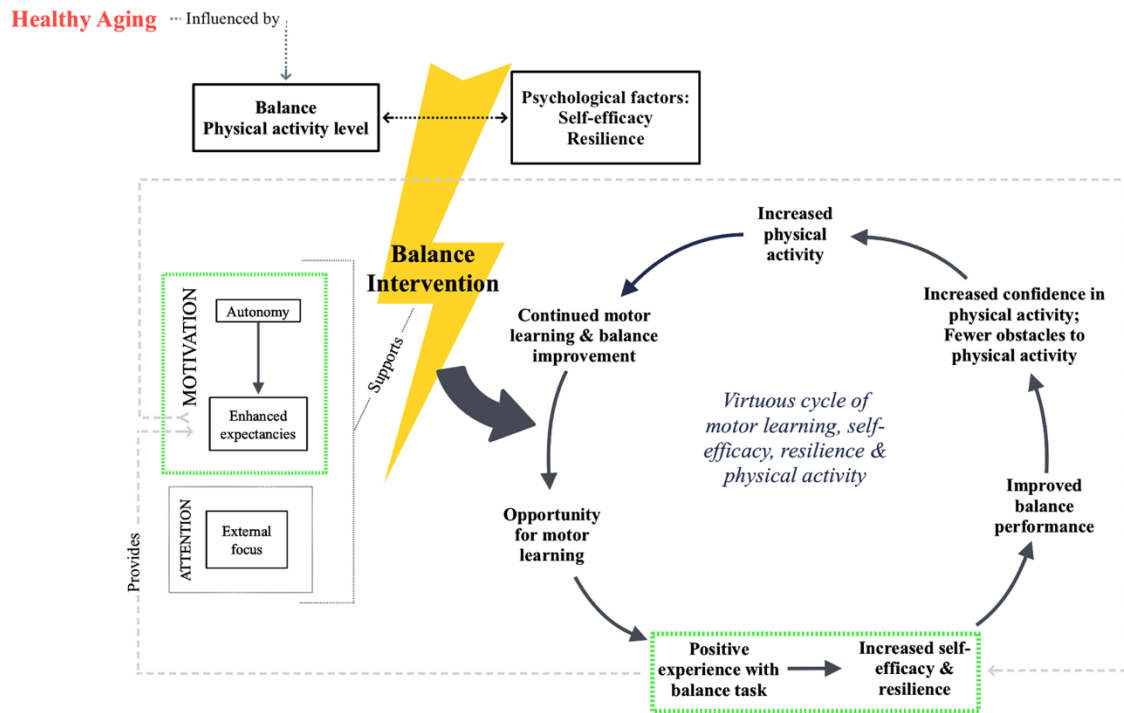 Healthy Aging
Influenced by
Balance
Physical activity level
Psychological factors:
Self-efficacy
Resilience
Balance
Intervention
MOTIVATION
Autonomy
Enhanced
expectancies
ATTENTION
External
focus
Supports
Provides
Increased
physical
activity
Continued motor
learning & balance
improvement
Opportunity
for motor
learning
Positive
experience with
balance task
Increased self-
efficacy &
resilience
Improved
balance
performance
Increased confidence in
physical activity;
Fewer obstacles to
physical activity
Virtuous cycle of
motor learning, self-
efficacy, resilience &
physical activity